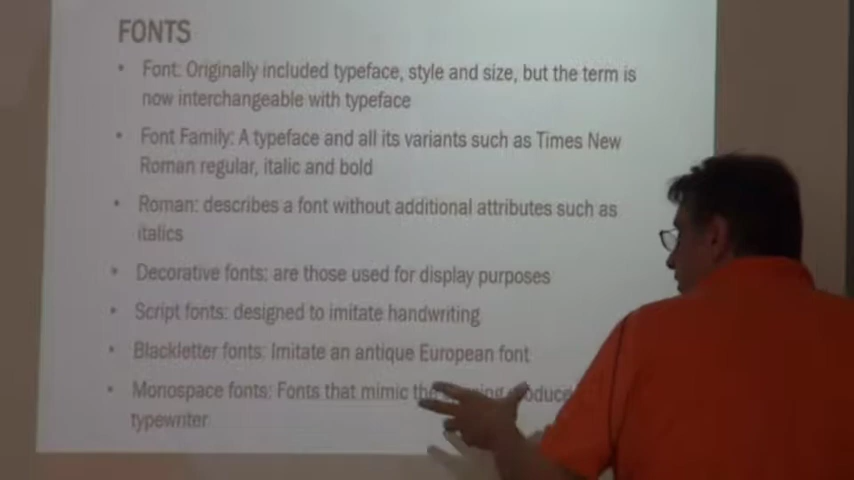 FONTS
• Font: Originally included typeface, style and size, but the term is
now interchangeable with typeface
• Font Family: A typeface and all its variants such as Times New
Roman regular, italic and bold
• Roman: describes a font without additional attributes such as
italics
• Decorative fonts: are those used for display purposes
• Script fonts: designed to imitate handwriting
• Blackletter fonts: Imitate an antique European font
• Monospace fonts: Fonts that mimic the
typewriter